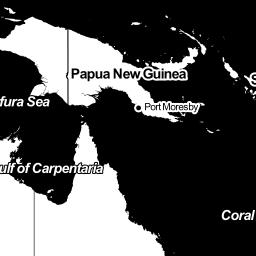 Papua New Guinea
S
fura Sea
Port Moresby
ulf of Carpentaria
Coral